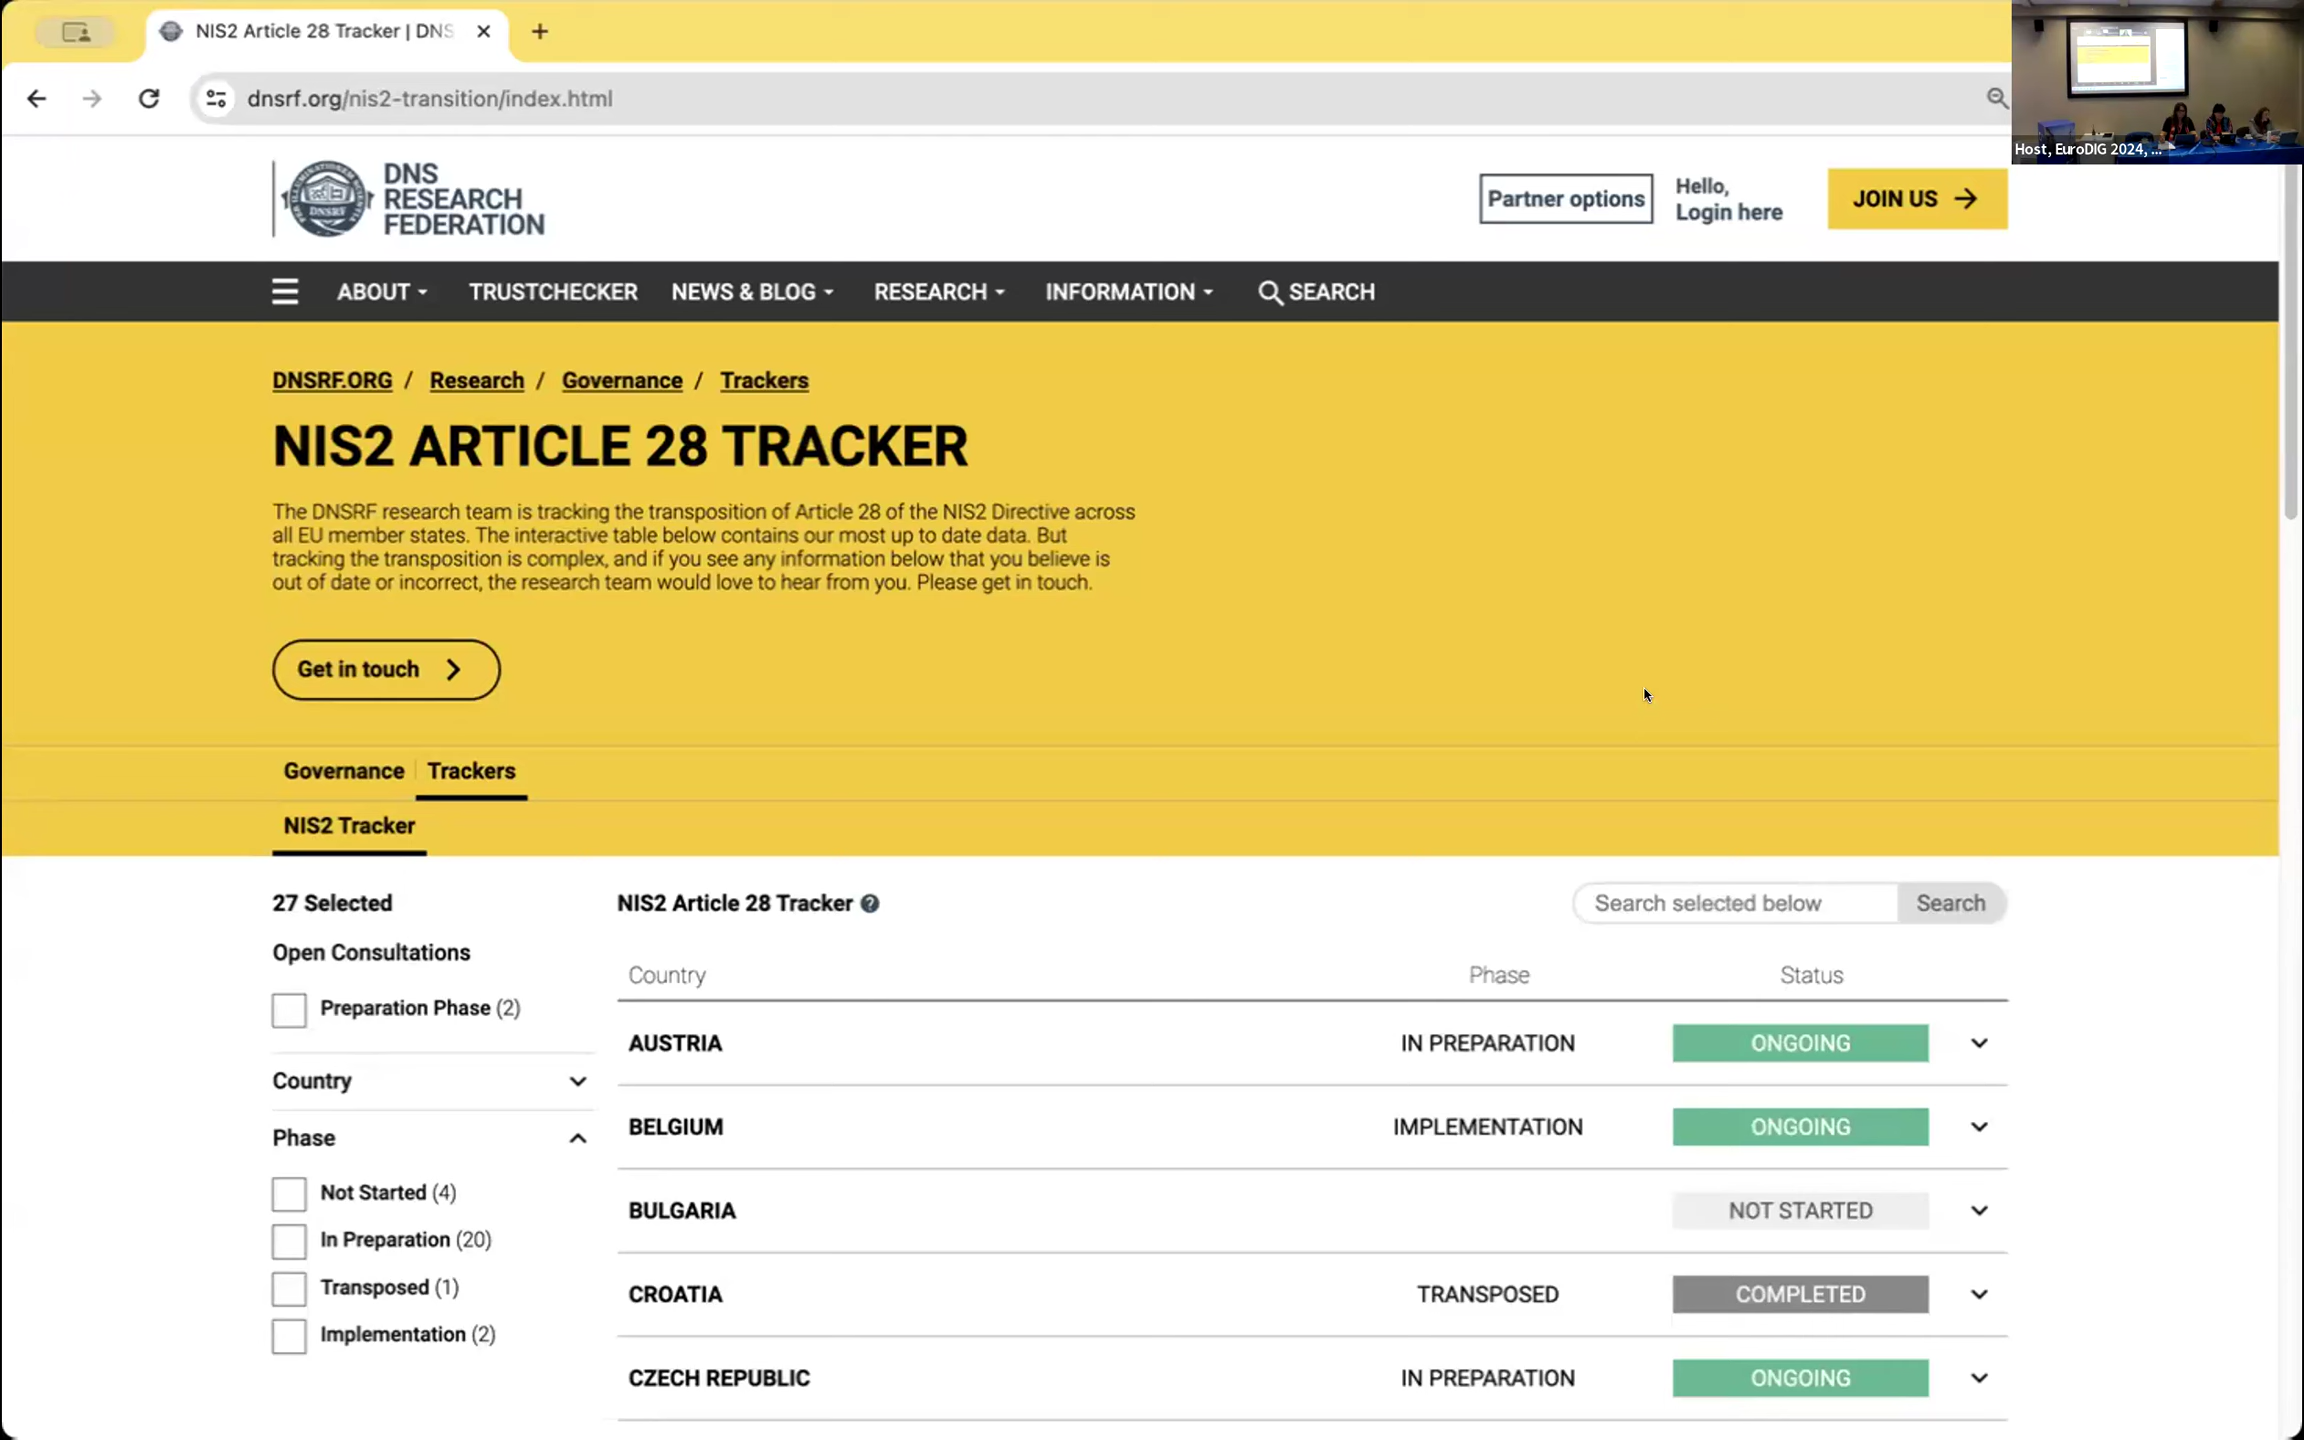 NIS2 Article 28 Tracker | DNS
dnsrf.org/nis2-transition/index.html
Host, EuroDIG 2024, ...
DNS
RESEARCH
FEDERATION
Partner options
Hello,
Login here
JOIN US
ABOUT
TRUSTCHECKER
NEWS & BLOG
RESEARCH
INFORMATION
SEARCH
DNSRF.ORG / Research / Governance / Trackers
NIS2 ARTICLE 28 TRACKER
The DNSRF research team is tracking the transposition of Article 28 of the NIS2 Directive across
all EU member states. The interactive table below contains our most up to date data. But
tracking the transposition is complex, and if you see any information below that you believe is
out of date or incorrect, the research team would love to hear from you. Please get in touch.
Get in touch
Governance
Trackers
NIS2 Tracker
27 Selected
Open Consultations
Preparation Phase (2)
Country
Phase
Not Started (4)
In Preparation (20)
Transposed (1)
Implementation (2)
NIS2 Article 28 Tracker ?
Search selected below
Search
Country Phase Status
AUSTRIA IN PREPARATION ONGOING
BELGIUM IMPLEMENTATION ONGOING
BULGARIA NOT STARTED
CROATIA TRANSPOSED COMPLETED
CZECH REPUBLIC IN PREPARATION ONGOING